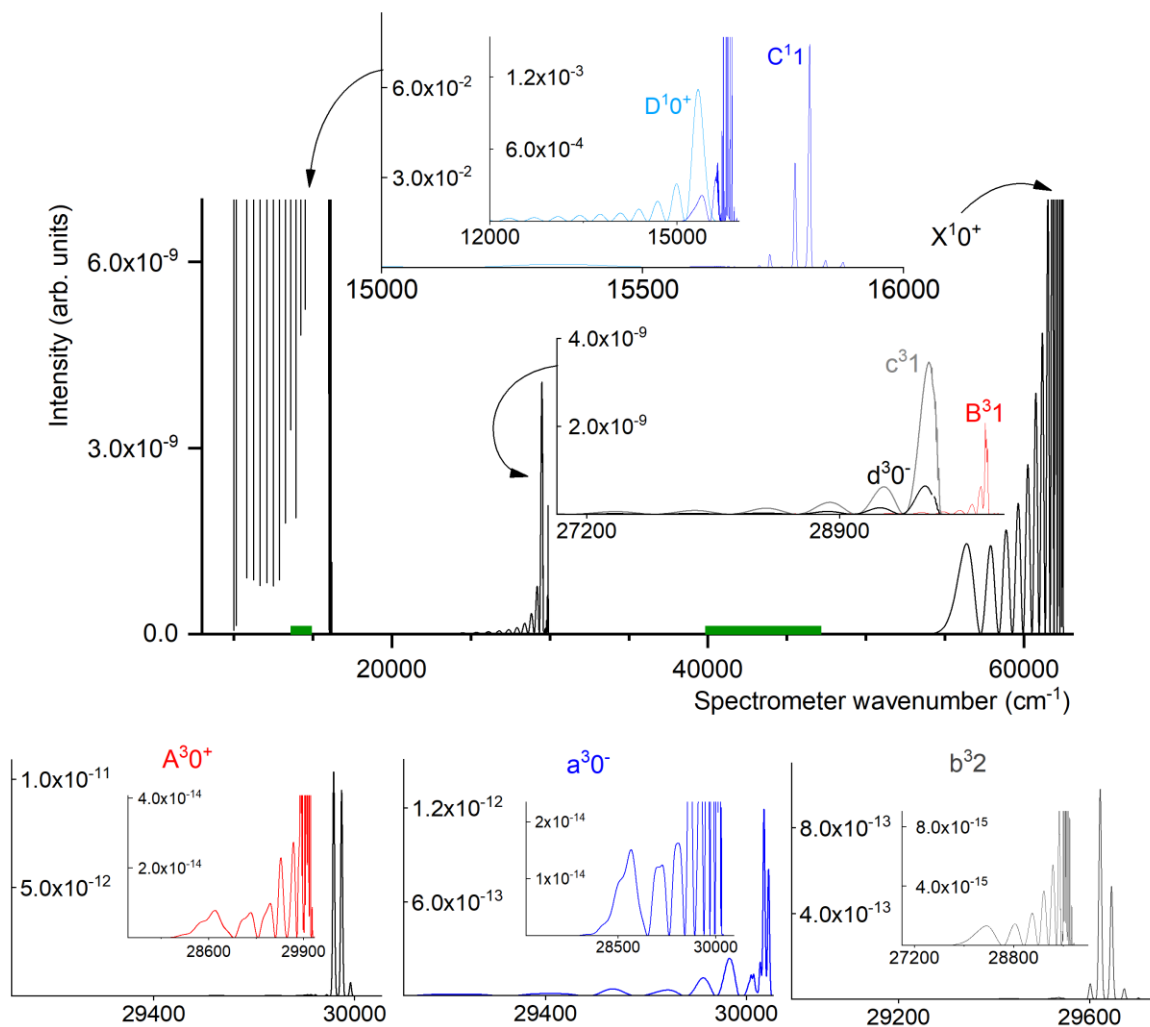 6.0x10⁻²
3.0x10⁻²
15000
15500
16000
1.2x10⁻³
6.0x10⁻⁴
12000
15000
D¹0⁺
C¹1
X¹0⁺
Intensity (arb. units)
6.0x10⁻⁹
3.0x10⁻⁹
0.0
4.0x10⁻⁹
2.0x10⁻⁹
27200
28900
c³1
d³0⁻
B³1
20000
40000
60000
Spectrometer wavenumber (cm⁻¹)
A³0⁺
1.0x10⁻¹¹
5.0x10⁻¹²
4.0x10⁻¹⁴
2.0x10⁻¹⁴
28600
29900
29400
30000
a³0⁻
1.2x10⁻¹²
6.0x10⁻¹³
2x10⁻¹⁴
1x10⁻¹⁴
28500
30000
29400
30000
b³2
8.0x10⁻¹³
4.0x10⁻¹³
8.0x10⁻¹⁵
4.0x10⁻¹⁵
27200
28800
29200
29600